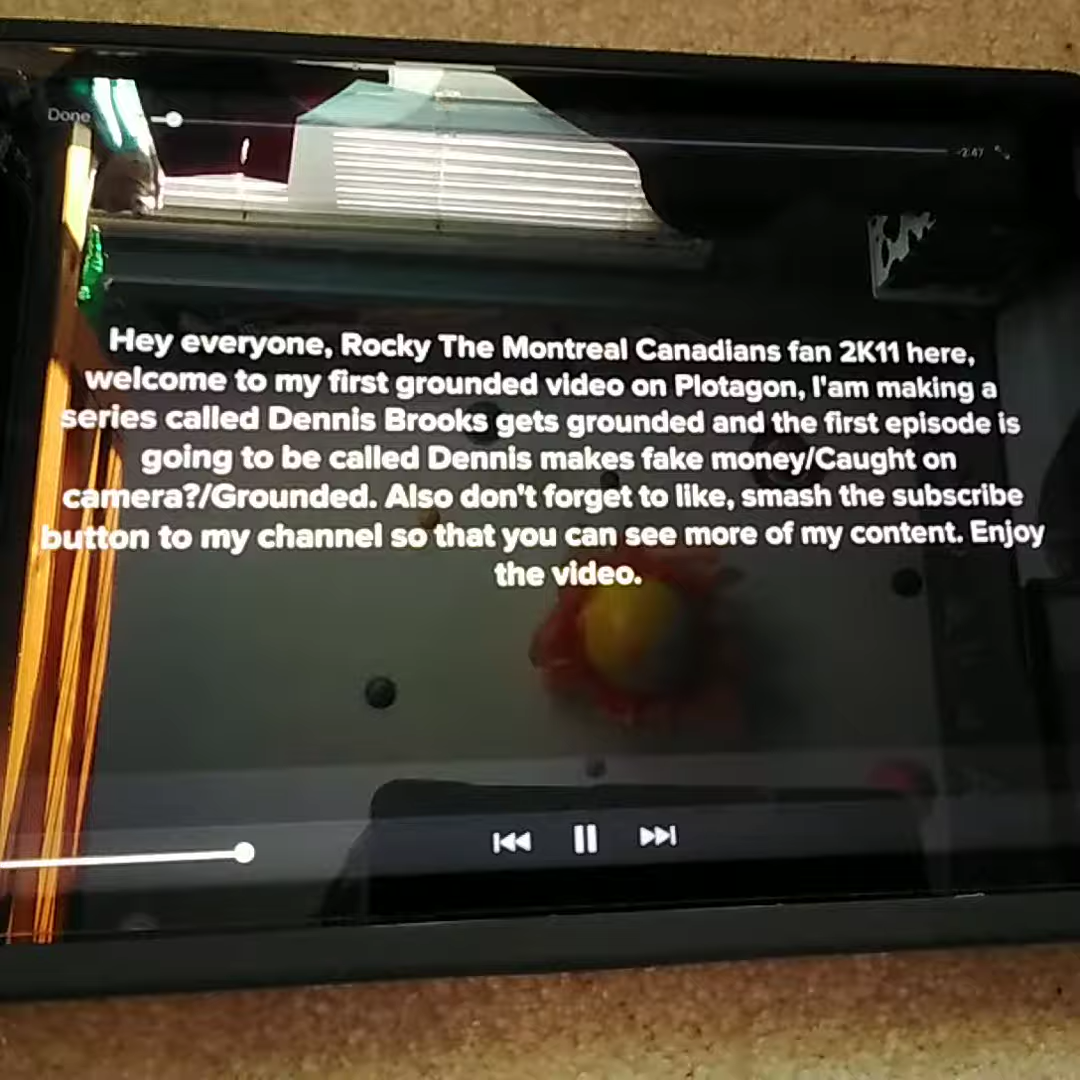 Done
-2:47
Hey everyone, Rocky The Montreal Canadians fan 2K11 here,
welcome to my first grounded video on Plotagon, I'am making a
series called Dennis Brooks gets grounded and the first episode is
going to be called Dennis makes fake money/Caught on
camera?/Grounded. Also don't forget to like, smash the subscribe
button to my channel so that you can see more of my content. Enjoy
the video.